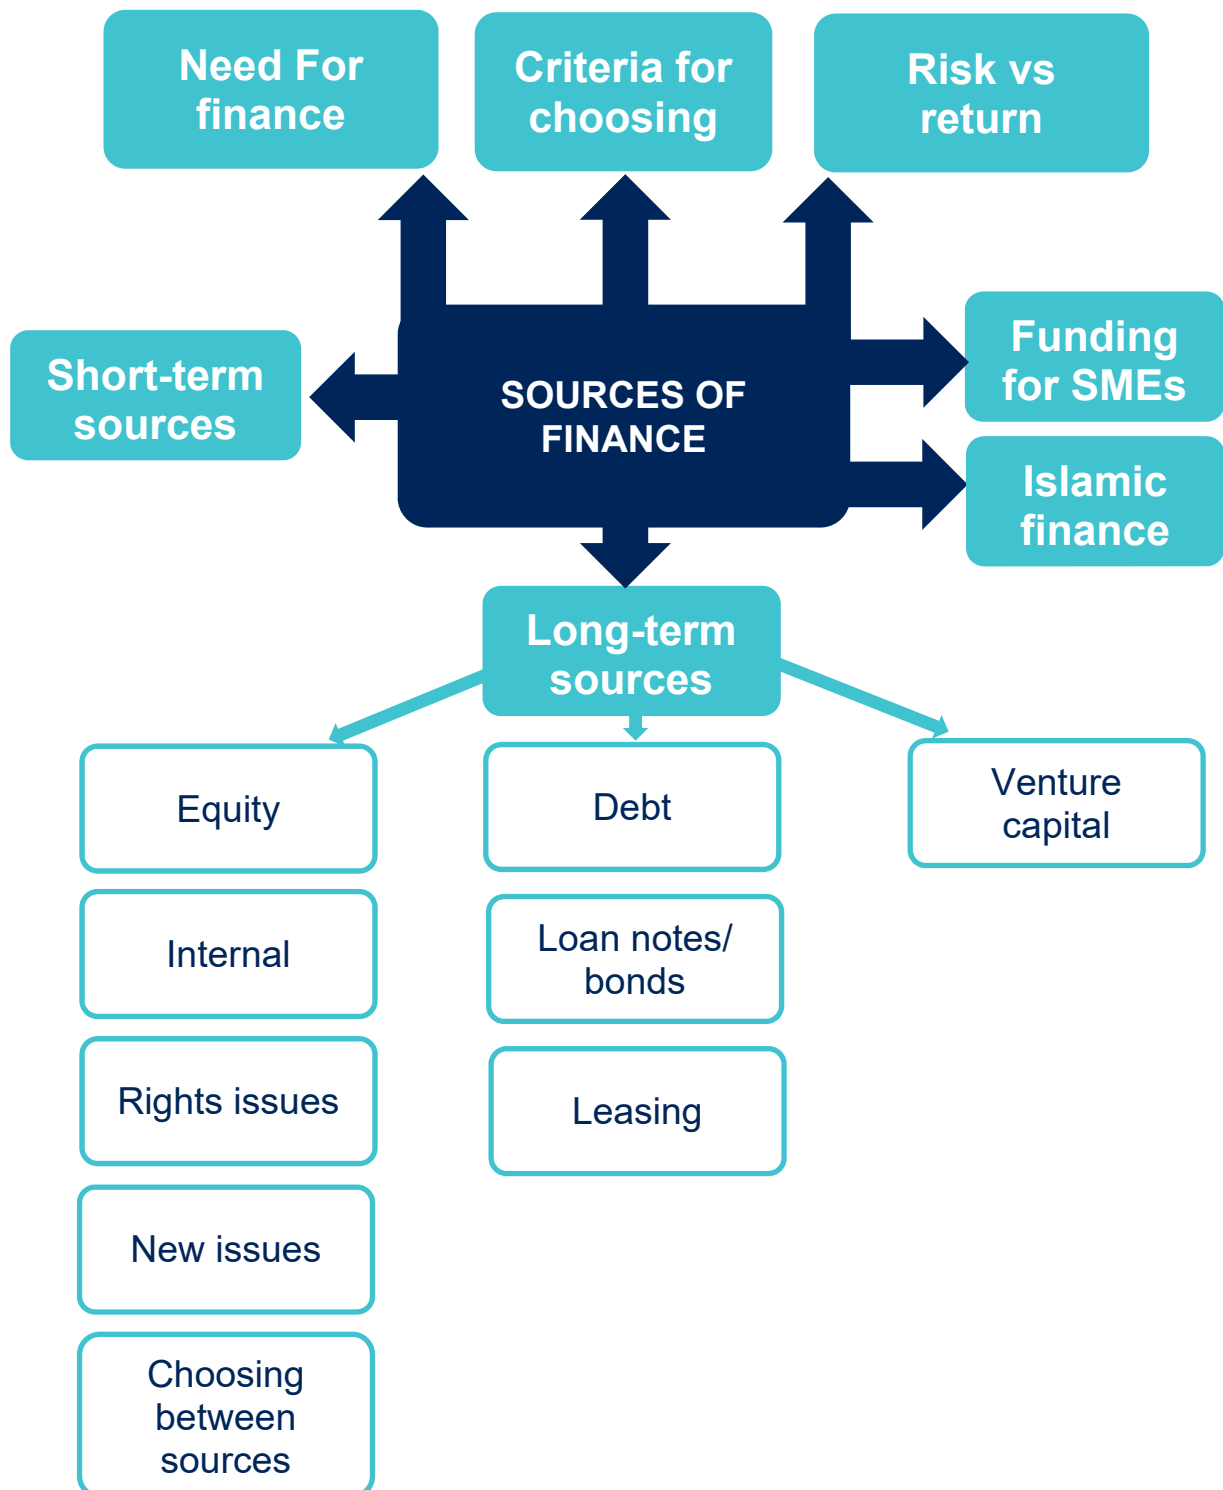 Need For
finance
Criteria for
choosing
Risk vs
return
Short-term
sources
SOURCES OF
FINANCE
Funding
for SMEs
Islamic
finance
Long-term
sources
Equity
Debt
Venture
capital
Internal
Loan notes/
bonds
Rights issues
Leasing
New issues
Choosing
between
sources